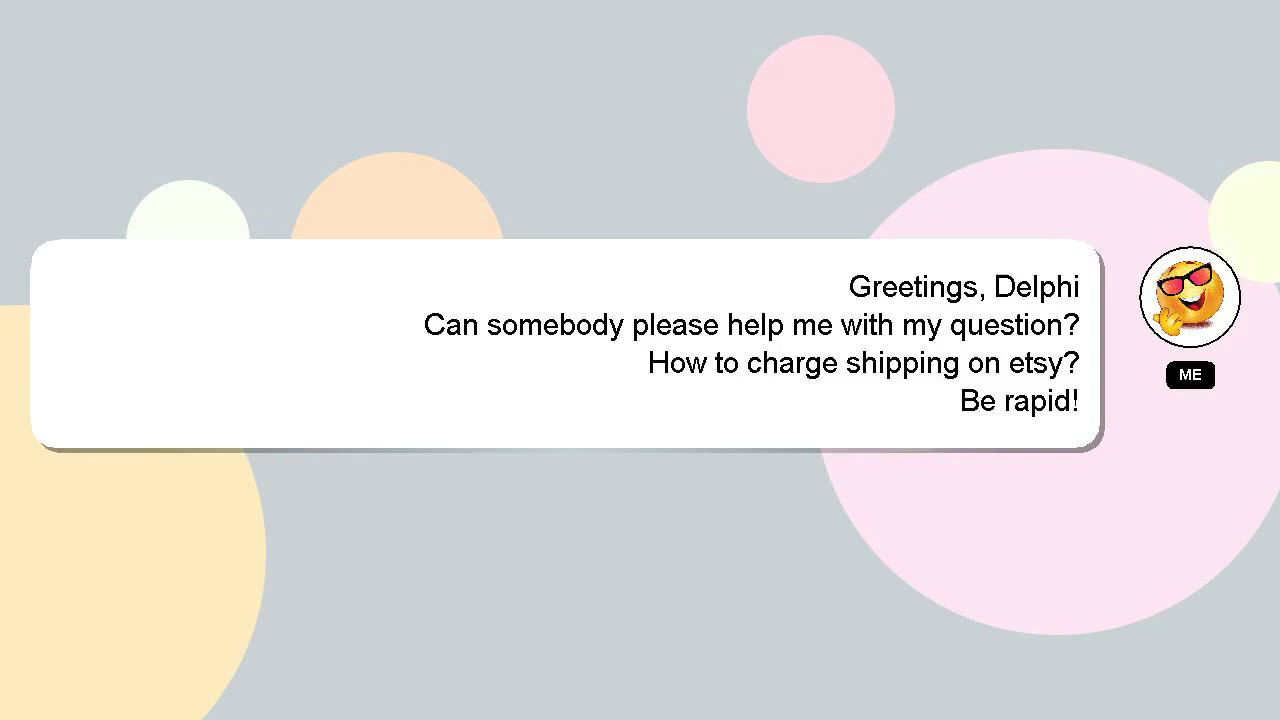 Greetings, Delphi
Can somebody please help me with my question?
How to charge shipping on etsy?
Be rapid!
ME